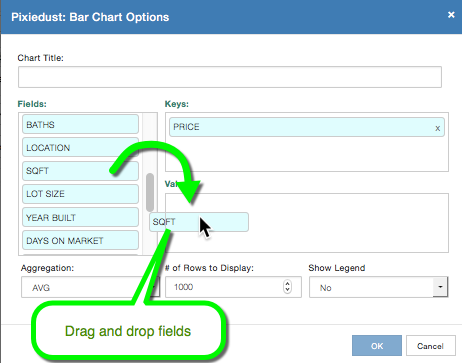 Pixiedust: Bar Chart Options ×
Chart Title:
Fields:
BATHS
LOCATION
SQFT
LOT SIZE
YEAR BUILT
DAYS ON MARKET
Keys:
PRICE x
SQFT
Aggregation:
AVG
# of Rows to Display:
1000
Show Legend
No
Drag and drop fields
OK Cancel